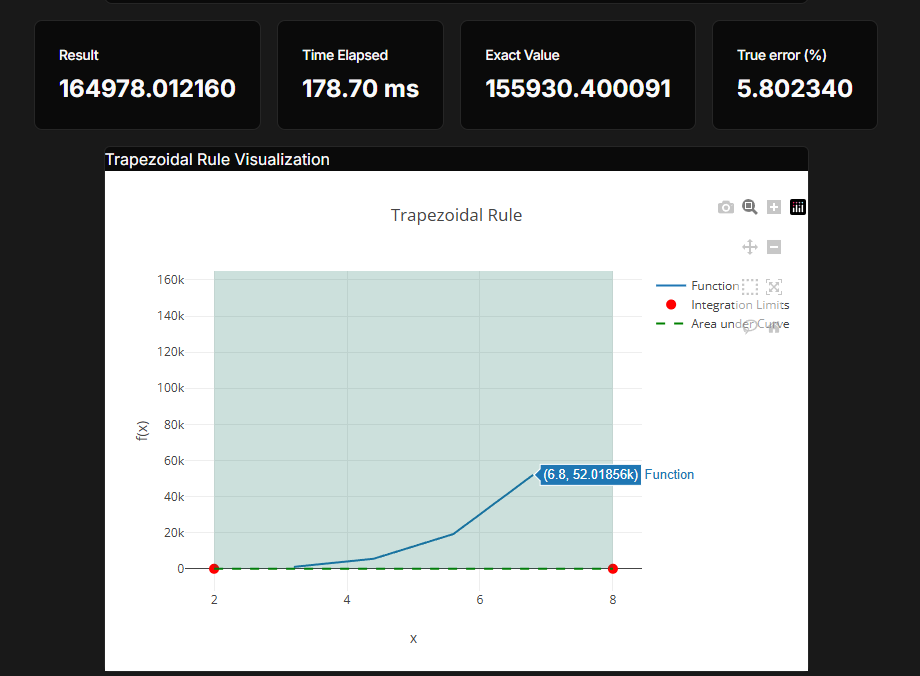 Result
164978.012160
Time Elapsed
178.70 ms
Exact Value
155930.400091
True error (%)
5.802340
Trapezoidal Rule Visualization
Trapezoidal Rule
160k
140k
120k
100k
80k
60k
40k
20k
0
f(x)
2
4
6
8
x
Function
Integration Limits
Area under Curve
(6.8, 52.01856k) Function